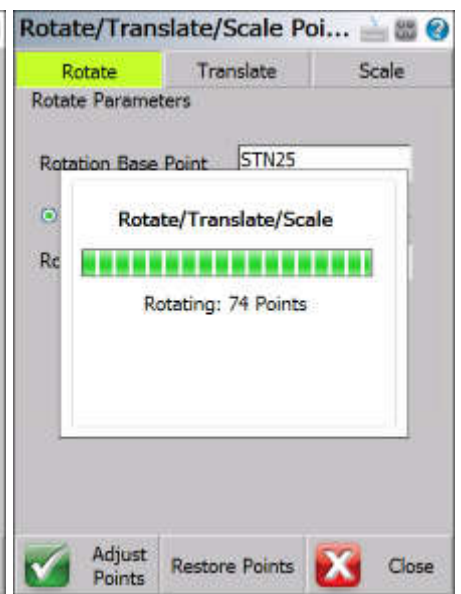 Rotate/Translate/Scale Poi...
Rotate Translate Scale
Rotate Parameters
Rotation Base Point STN25
Rotate/Translate/Scale
Rotating: 74 Points
Adjust Points Restore Points Close